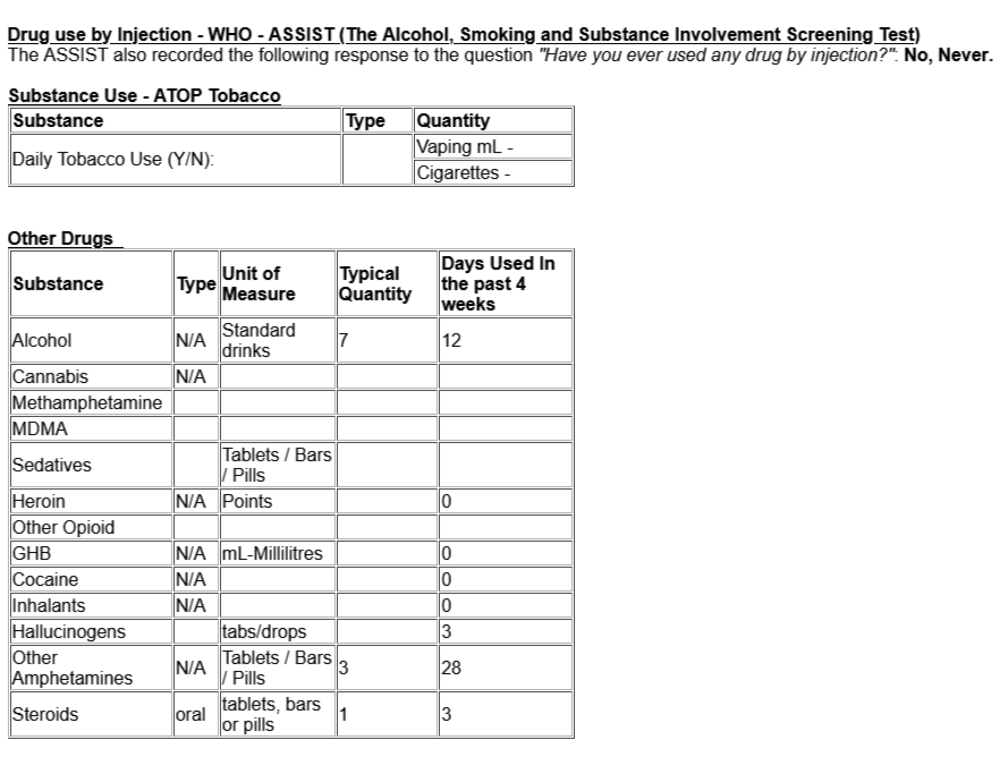 Drug use by Injection - WHO - ASSIST (The Alcohol, Smoking and Substance Involvement Screening Test)
The ASSIST also recorded the following response to the question "Have you ever used any drug by injection?": No, Never.
Substance Use - ATOP Tobacco
Substance Type Quantity
Daily Tobacco Use (Y/N):
Vaping mL -
Cigarettes -
Other Drugs
Substance Type Unit of Measure Typical Quantity Days Used In the past 4 weeks
Alcohol N/A Standard drinks 7 12
Cannabis N/A
Methamphetamine
MDMA
Sedatives Tablets / Bars / Pills
Heroin N/A Points 0
Other Opioid
GHB N/A mL-Millilitres 0
Cocaine N/A 0
Inhalants N/A 0
Hallucinogens tabs/drops 3
Other Amphetamines N/A Tablets / Bars / Pills 3 28
Steroids oral tablets, bars or pills 1 3